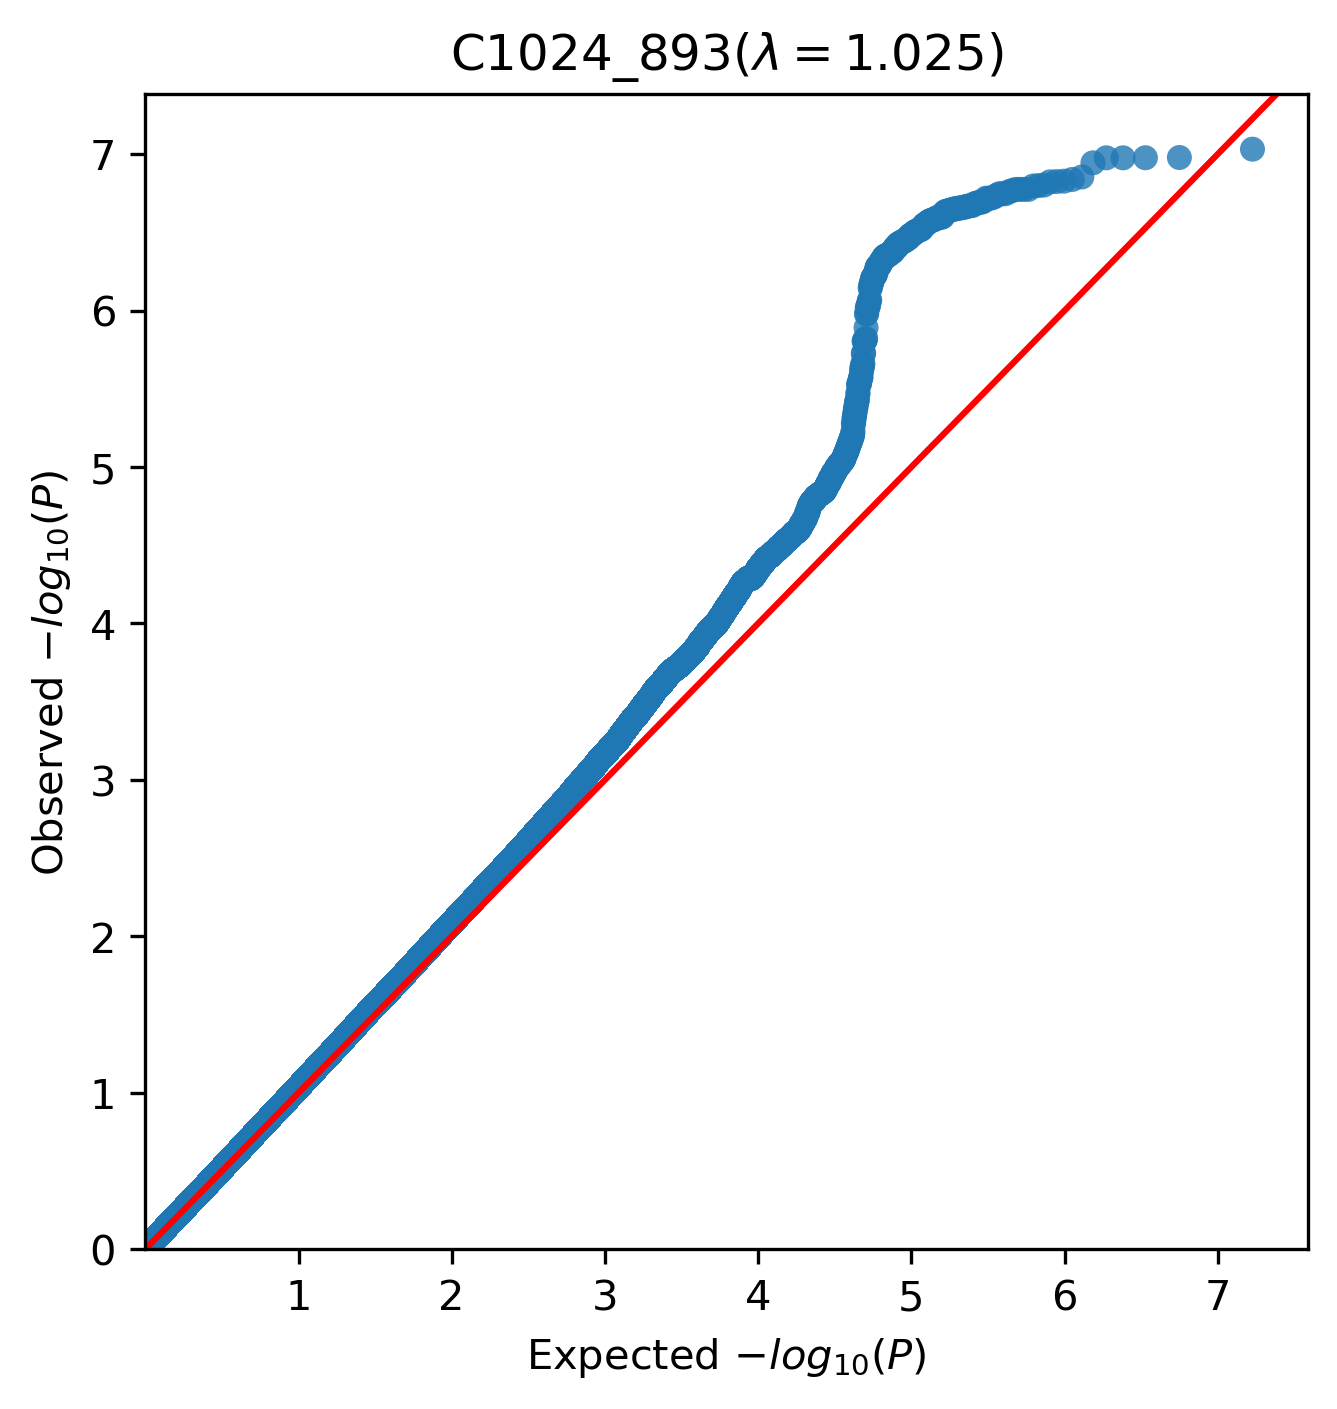 C1024_893(λ = 1.025)
Observed −log₁₀(P)
7
6
5
4
3
2
1
0
1 2 3 4 5 6 7
Expected −log₁₀(P)